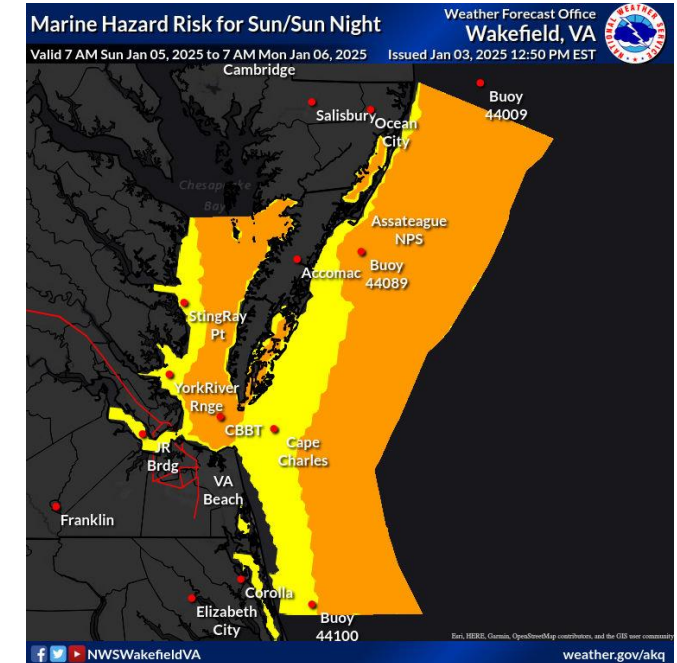 Marine Hazard Risk for Sun/Sun Night
Weather Forecast Office
Wakefield, VA
Valid 7 AM Sun Jan 05, 2025 to 7 AM Mon Jan 06, 2025
Issued Jan 03, 2025 12:50 PM EST
NATIONAL WEATHER SERVICE
Cambridge
Salisbury
Ocean
City
Buoy
44009
Chesapeake
Bay
Assateague
NPS
Accomac
Buoy
44089
StingRay
Pt
YorkRiver
Rnge
CBBT
Cape
Charles
JR
Brdg
VA
Beach
Franklin
Corolla
Elizabeth
City
Buoy
44100
Esri, HERE, Garmin, OpenStreetMap contributors, and the GIS user community
NWSWakefieldVA
weather.gov/akq